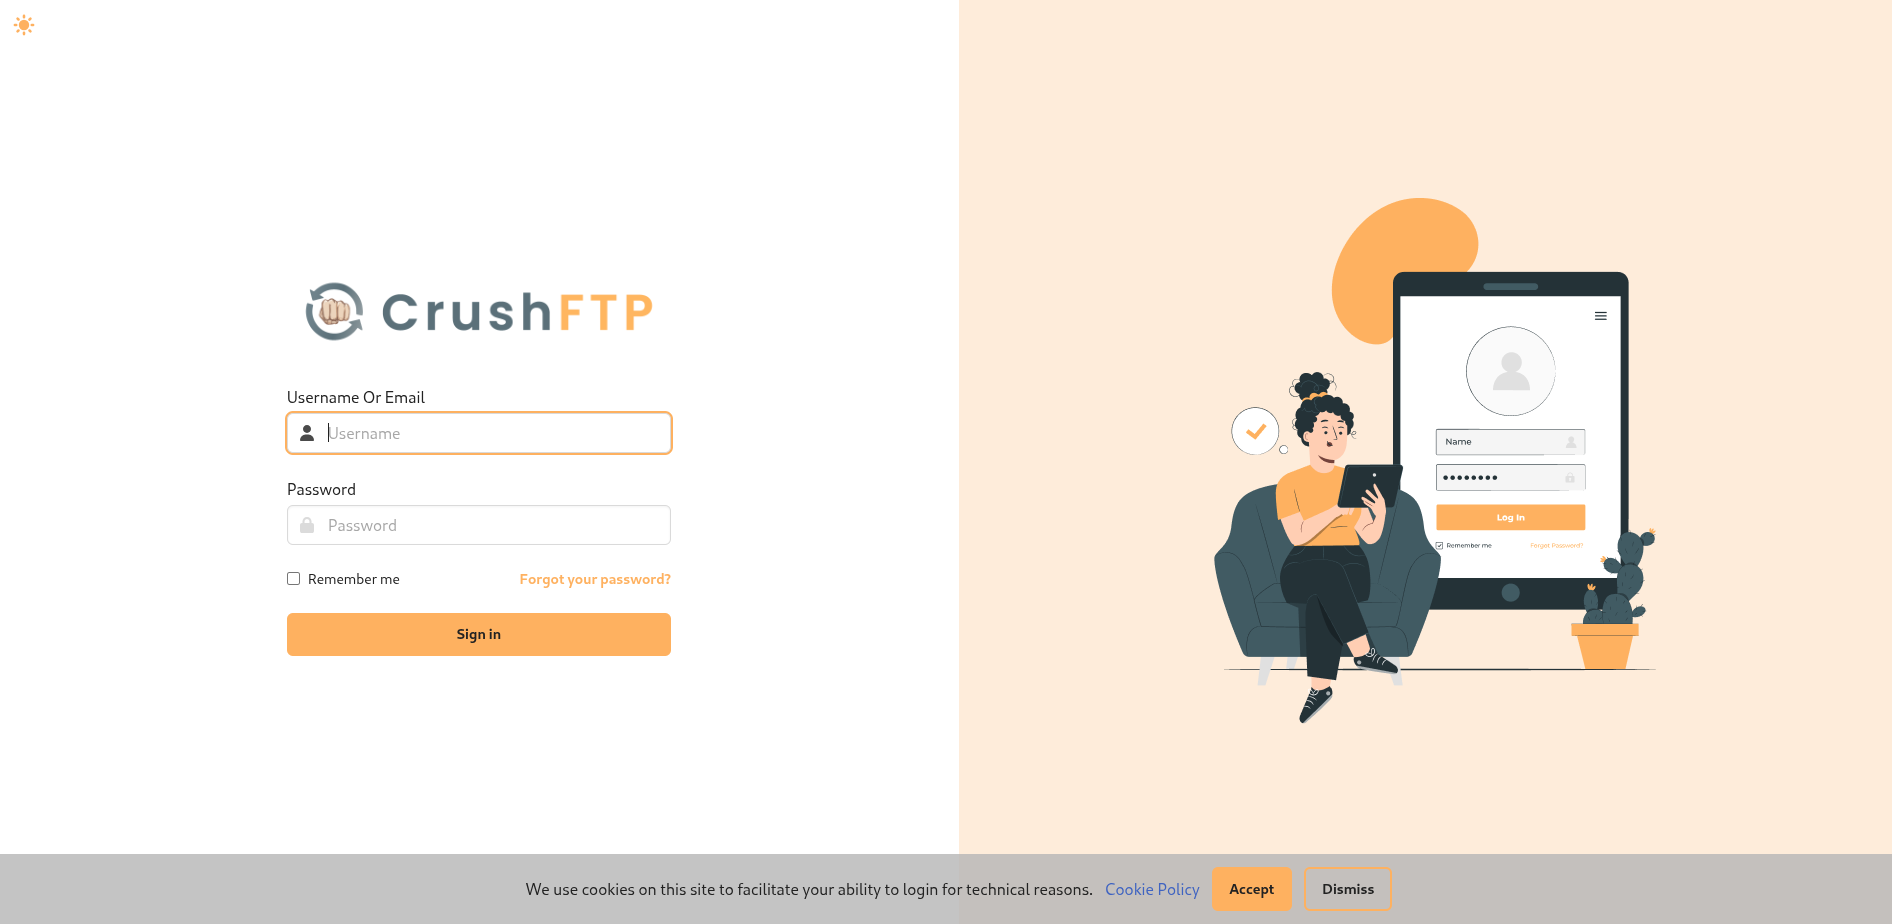 CrushFTP
Username Or Email
Username
Password
Password
Remember me
Forgot your password?
Sign in
Name
Log In
Remember me
Forgot Password?
We use cookies on this site to facilitate your ability to login for technical reasons. Cookie Policy
Accept
Dismiss